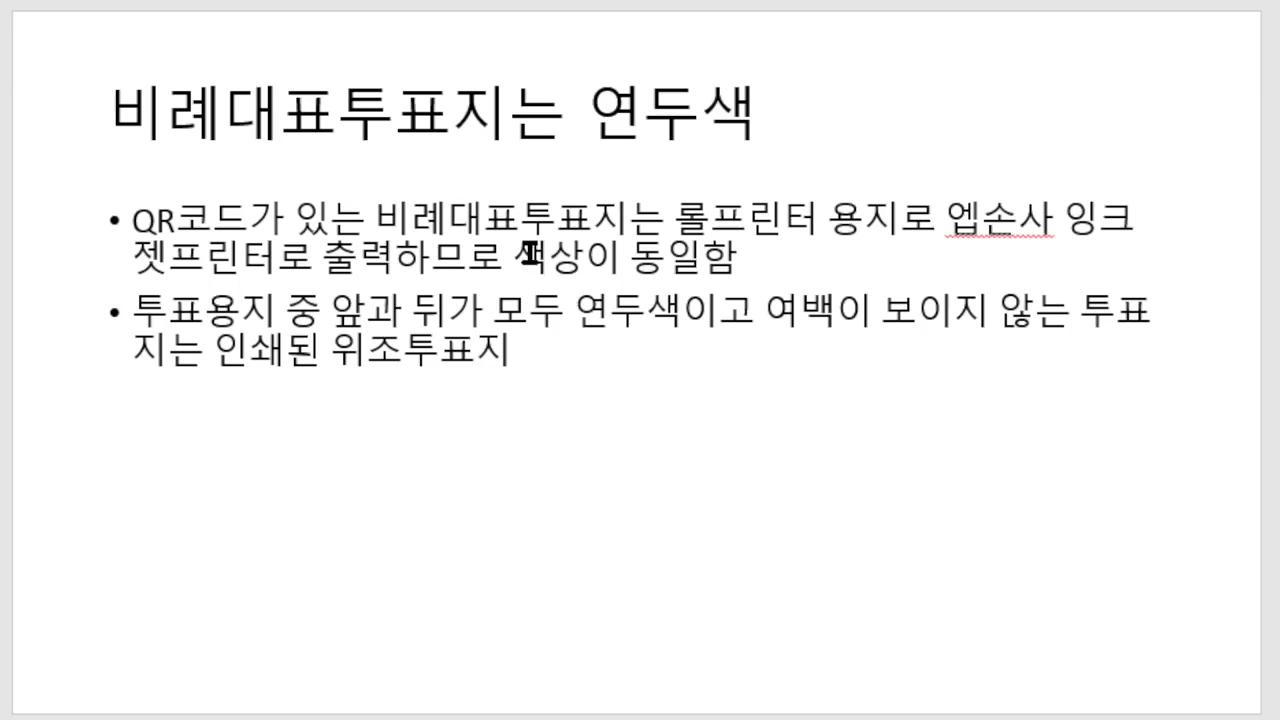 비례대표투표지는 연두색
• QR코드가 있는 비례대표투표지는 롤프린터 용지로 엡손사 잉크
젯프린터로 출력하므로 색상이 동일함
• 투표용지 중 앞과 뒤가 모두 연두색이고 여백이 보이지 않는 투표
지는 인쇄된 위조투표지